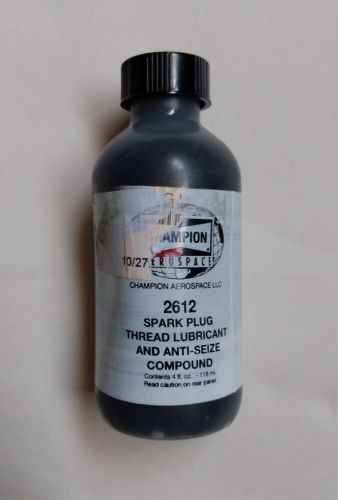 CHAMPION
10/27
AEROSPACE
CHAMPION AEROSPACE LLC
2612
SPARK PLUG
THREAD LUBRICANT
AND ANTI-SEIZE
COMPOUND
Contents 4 fl. oz. : 118 ml.
Read caution on rear panel